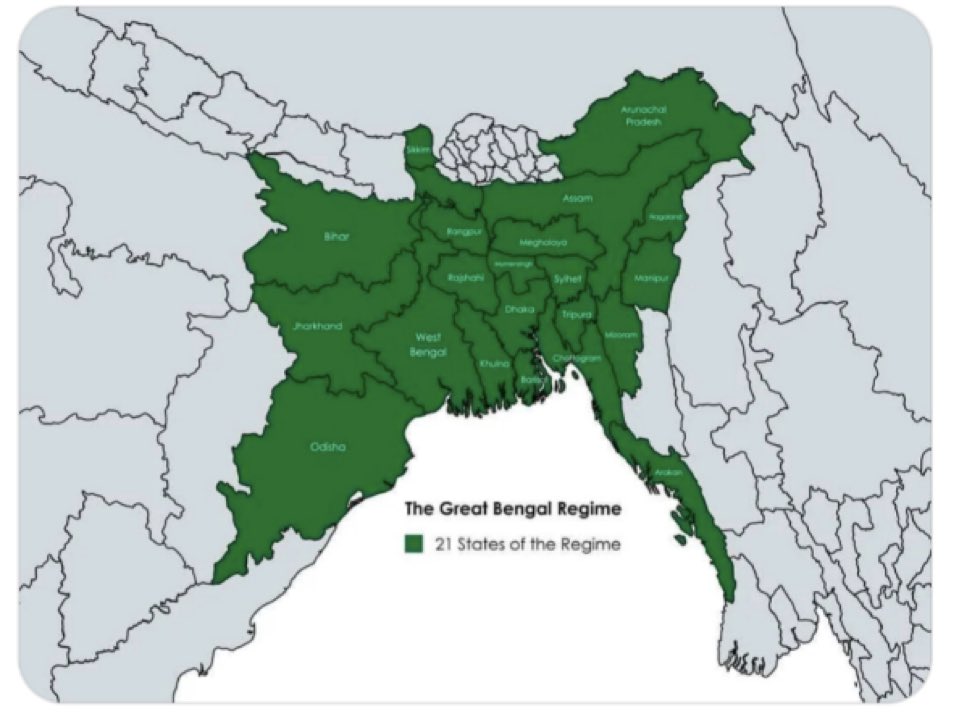 Arunachal
Pradesh
Sikkim
Assam
Nagaland
Bihar
Rangpur
Meghalaya
Mymensingh
Rajshahi
Sylhet
Manipur
Dhaka
Tripura
Jharkhand
West
Bengal
Mizoram
Khulna
Chattogram
Odisha
Arakan
The Great Bengal Regime
21 States of the Regime